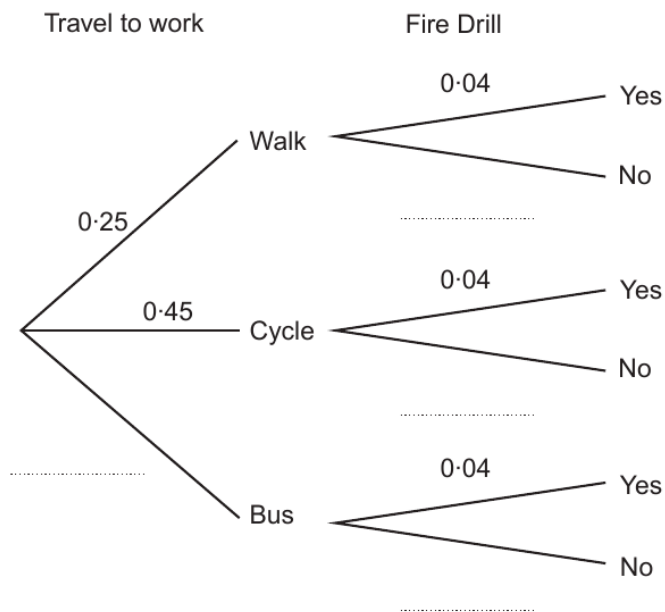 Travel to work
Fire Drill
0·04
Yes
Walk
No
0·25
0·04
Yes
0·45
Cycle
No
0·04
Yes
Bus
No